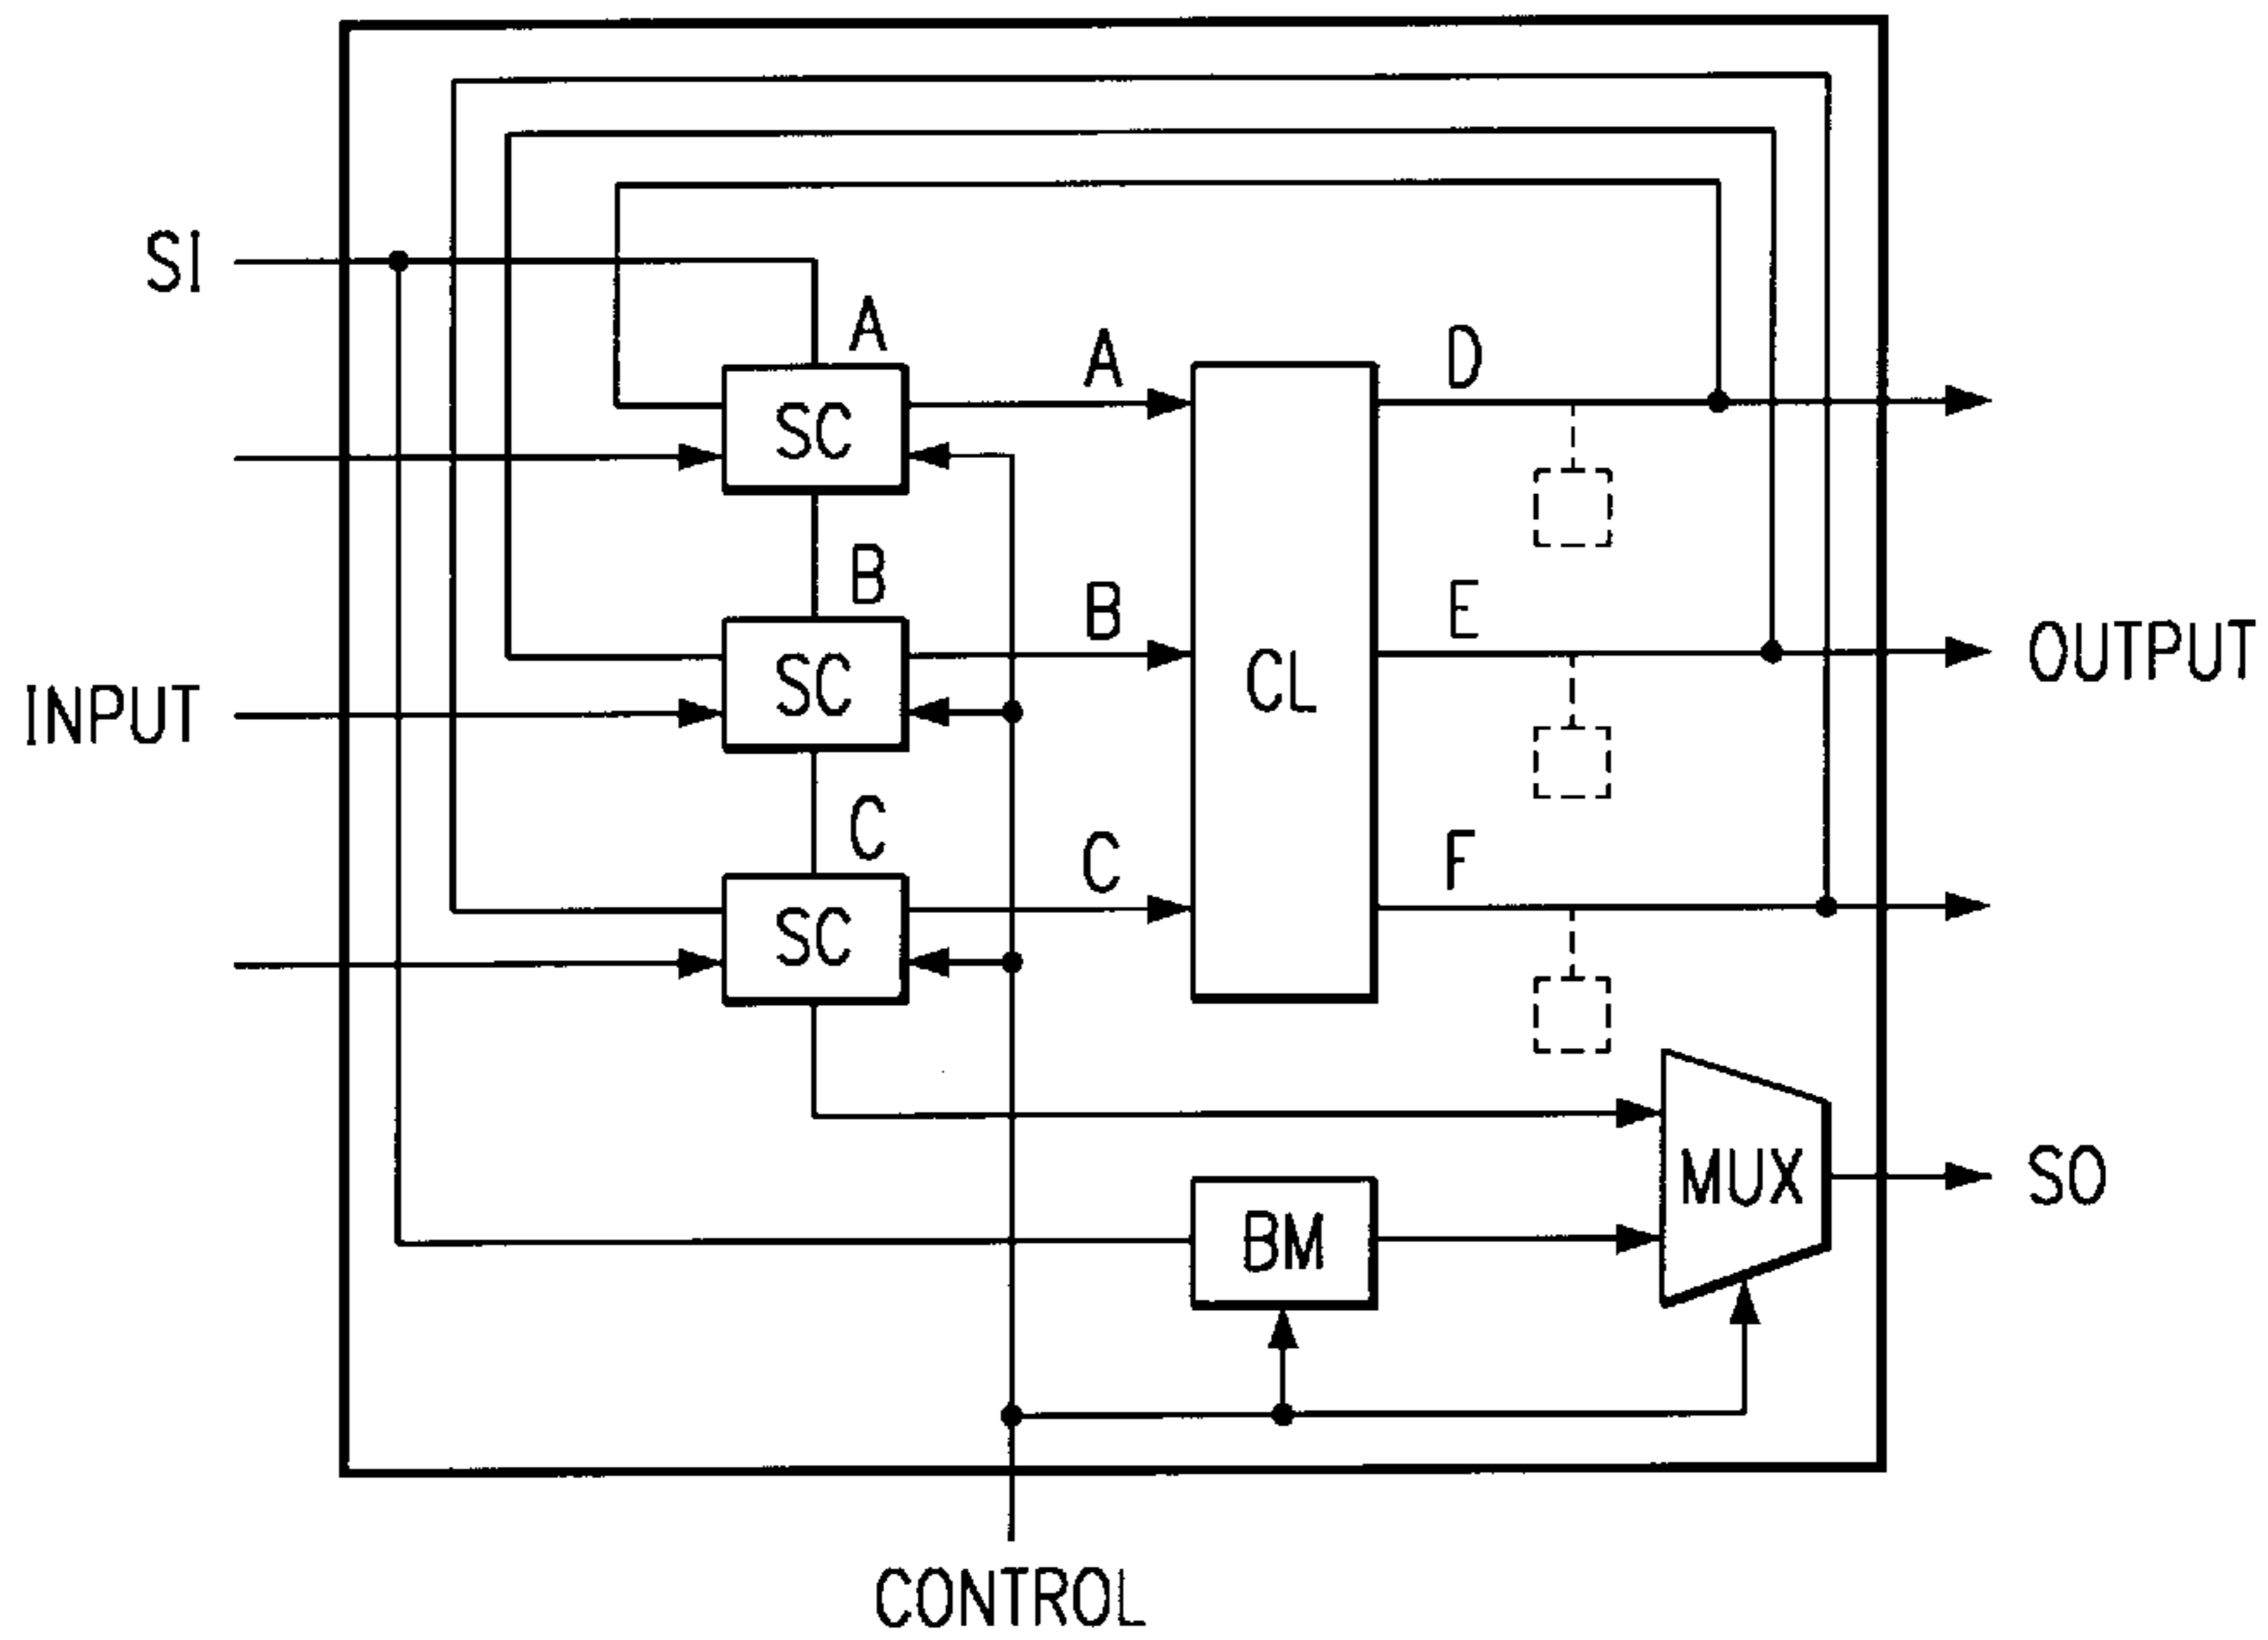 SI
A
A
D
SC
B
B
E
SC
CL
OUTPUT
INPUT
C
C
F
SC
MUX
SO
BM
CONTROL